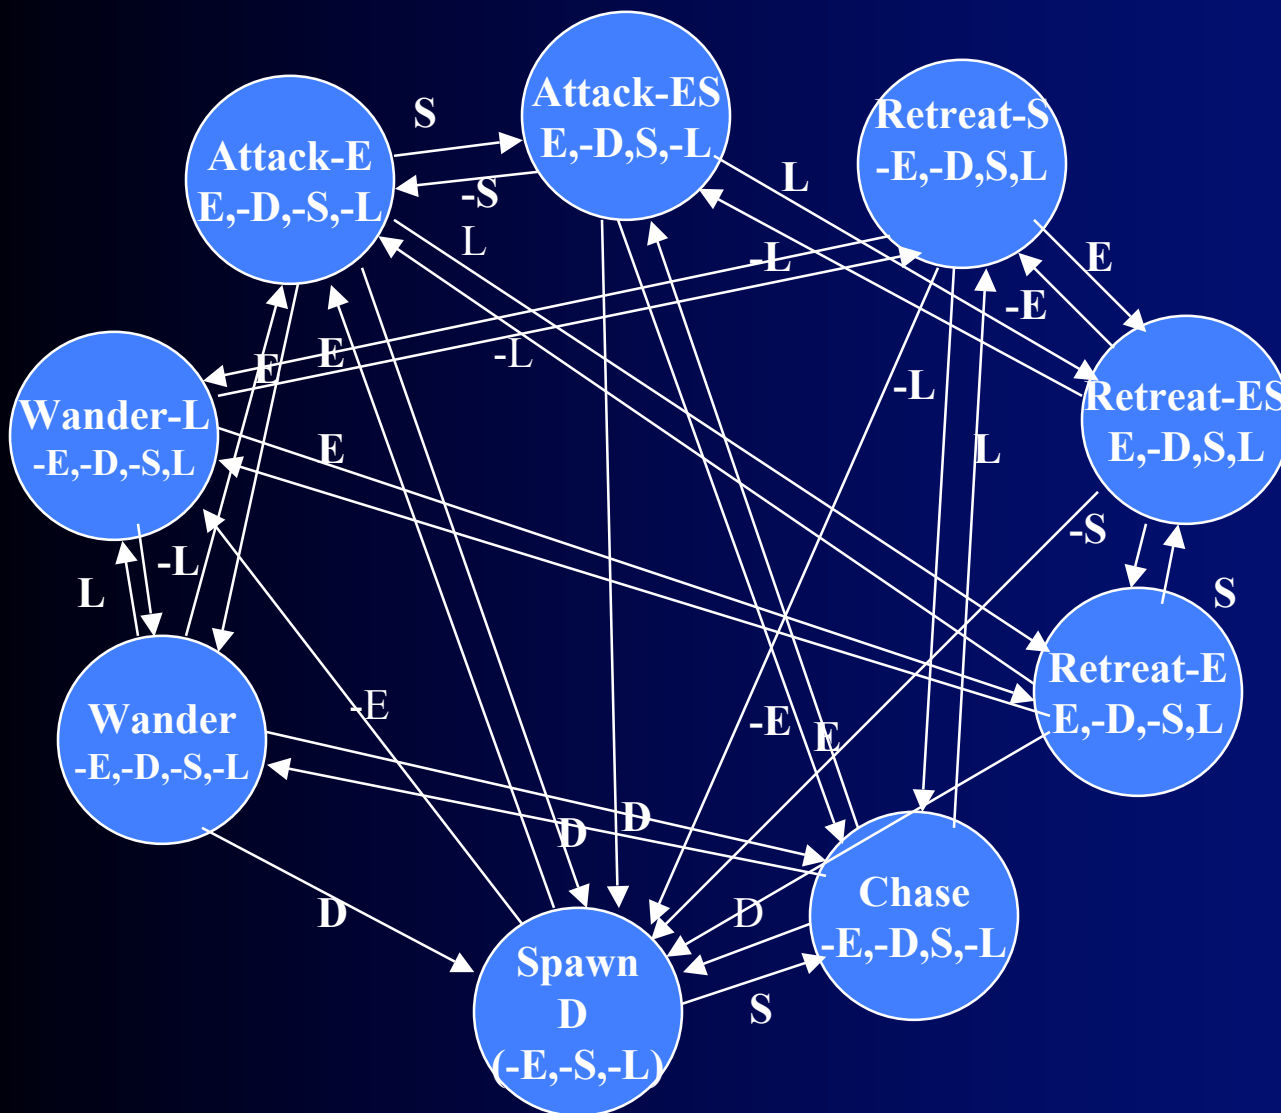 Attack-ES
E,-D,S,-L
Retreat-S
-E,-D,S,L
S
Attack-E
E,-D,-S,-L
-S
L
L
-L
E
-E
E
E
-L
-L
Retreat-ES
E,-D,S,L
Wander-L
-E,-D,-S,L
E
L
-S
-L
L
S
Retreat-E
E,-D,-S,L
Wander
-E,-D,-S,-L
-E
-E
E
D
D
Chase
-E,-D,S,-L
D
D
Spawn
D
(-E,-S,-L)
S